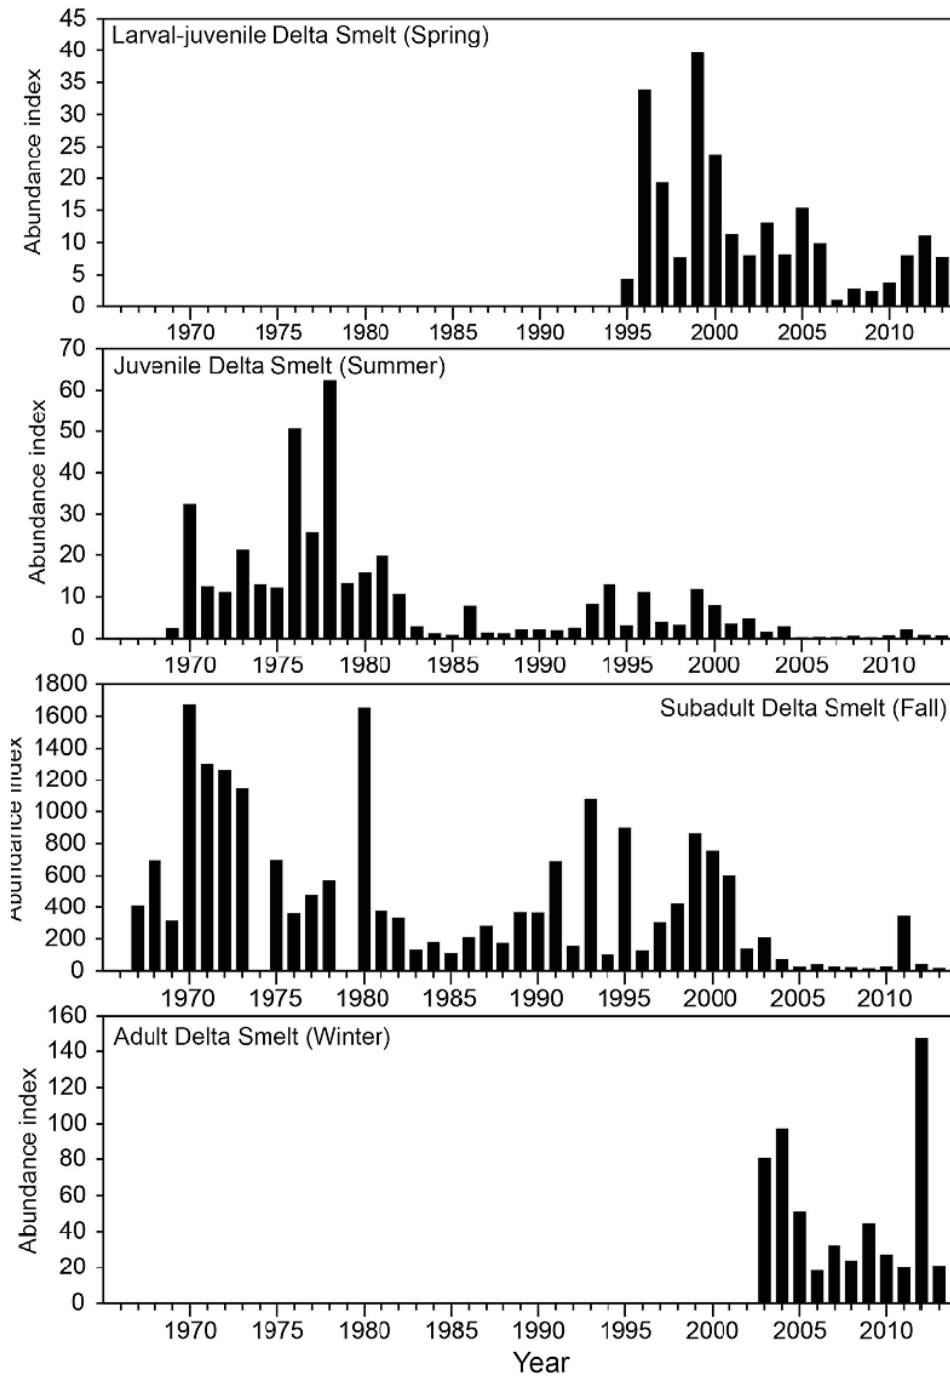 Larval-juvenile Delta Smelt (Spring)
Abundance index
45
40
35
30
25
20
15
10
5
0
1970 1975 1980 1985 1990 1995 2000 2005 2010
Juvenile Delta Smelt (Summer)
Abundance index
70
60
50
40
30
20
10
0
1970 1975 1980 1985 1990 1995 2000 2005 2010
Subadult Delta Smelt (Fall)
Abundance index
1800
1600
1400
1200
1000
800
600
400
200
0
1970 1975 1980 1985 1990 1995 2000 2005 2010
Adult Delta Smelt (Winter)
Abundance index
160
140
120
100
80
60
40
20
0
1970 1975 1980 1985 1990 1995 2000 2005 2010
Year